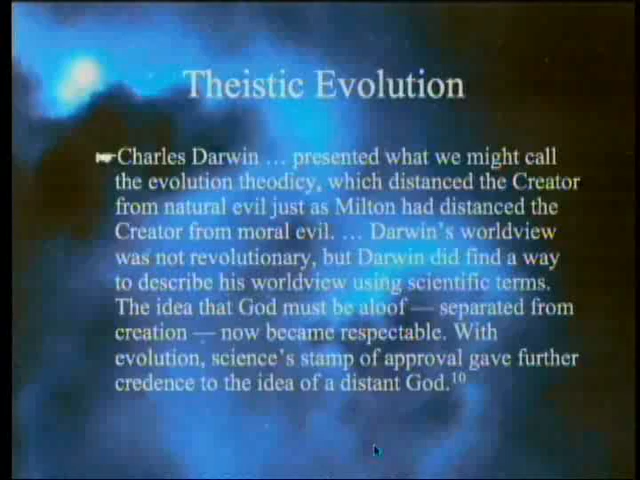 Theistic Evolution
Charles Darwin … presented what we might call
the evolution theodicy, which distanced the Creator
from natural evil just as Milton had distanced the
Creator from moral evil. … Darwin's worldview
was not revolutionary, but Darwin did find a way
to describe his worldview using scientific terms.
The idea that God must be aloof — separated from
creation — now became respectable. With
evolution, science's stamp of approval gave further
credence to the idea of a distant God.10